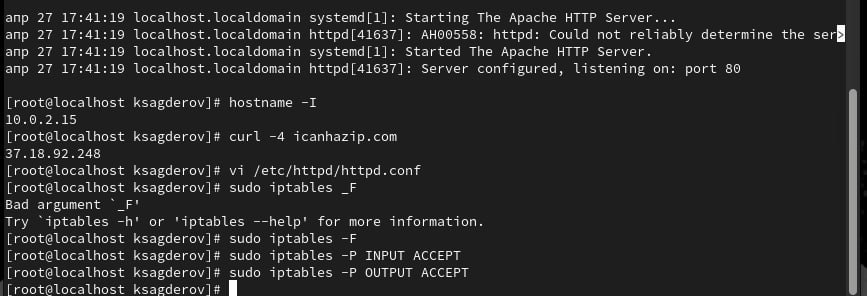 апр 27 17:41:19 localhost.localdomain systemd[1]: Starting The Apache HTTP Server...
апр 27 17:41:19 localhost.localdomain httpd[41637]: AH00558: httpd: Could not reliably determine the ser>
апр 27 17:41:19 localhost.localdomain systemd[1]: Started The Apache HTTP Server.
апр 27 17:41:19 localhost.localdomain httpd[41637]: Server configured, listening on: port 80
[root@localhost ksagderov]# hostname -I
10.0.2.15
[root@localhost ksagderov]# curl -4 icanhazip.com
37.18.92.248
[root@localhost ksagderov]# vi /etc/httpd/httpd.conf
[root@localhost ksagderov]# sudo iptables _F
Bad argument `_F'
Try `iptables -h' or 'iptables --help' for more information.
[root@localhost ksagderov]# sudo iptables -F
[root@localhost ksagderov]# sudo iptables -P INPUT ACCEPT
[root@localhost ksagderov]# sudo iptables -P OUTPUT ACCEPT
[root@localhost ksagderov]#